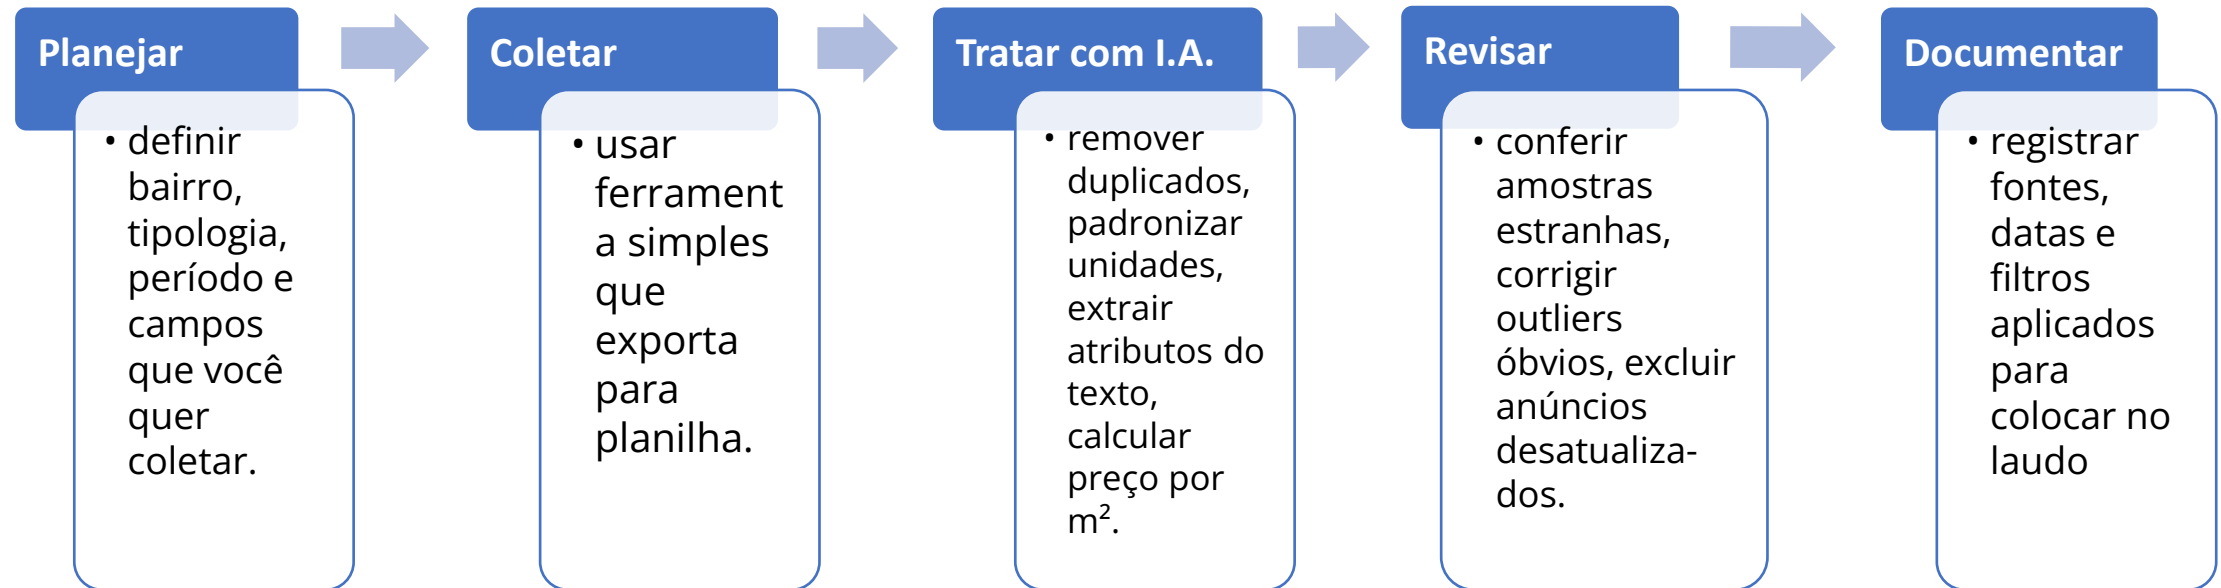 Planejar
• definir
bairro,
tipologia,
período e
campos
que você
quer
coletar.
Coletar
• usar
ferrament
a simples
que
exporta
para
planilha.
Tratar com I.A.
• remover
duplicados,
padronizar
unidades,
extrair
atributos do
texto,
calcular
preço por
m².
Revisar
• conferir
amostras
estranhas,
corrigir
outliers
óbvios, excluir
anúncios
desatualiza-
dos.
Documentar
• registrar
fontes,
datas e
filtros
aplicados
para
colocar no
laudo